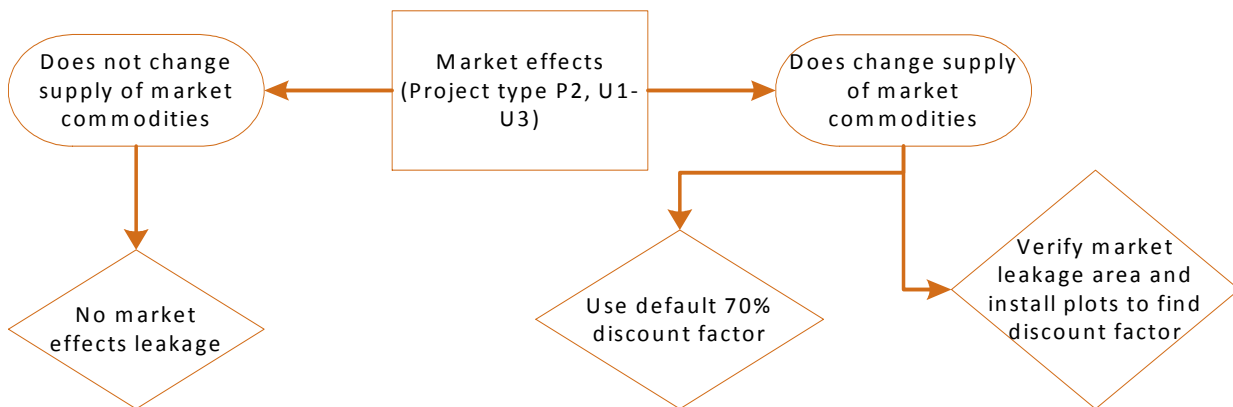 Does not change
supply of market
commodities
Market effects
(Project type P2, U1-
U3)
Does change supply
of market
commodities
No market
effects leakage
Use default 70%
discount factor
Verify market
leakage area and
install plots to find
discount factor